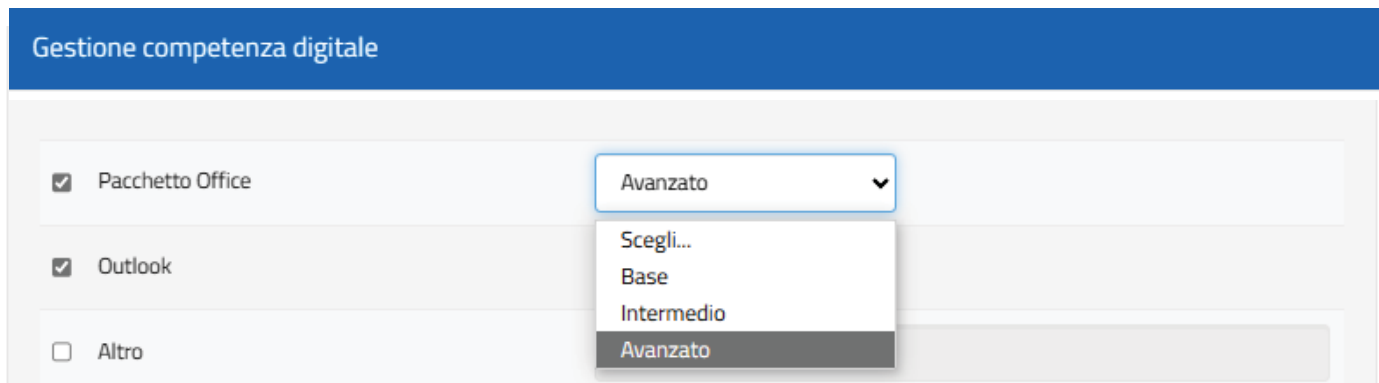 Gestione competenza digitale
Pacchetto Office
Avanzato
Scegli...
Outlook
Base
Intermedio
Altro
Avanzato